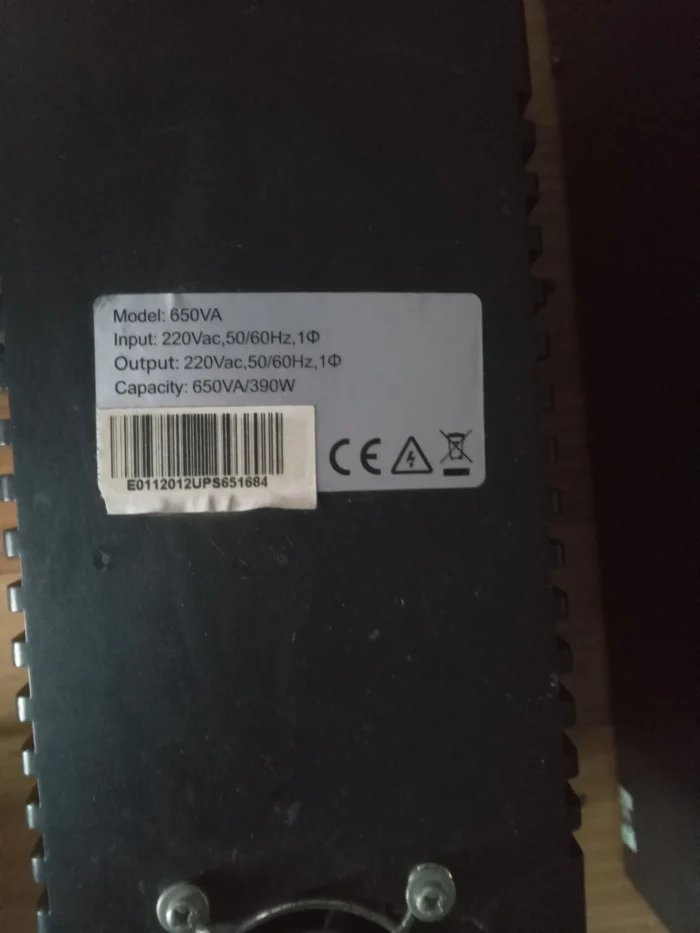 Model: 650VA
Input: 220Vac,50/60Hz,1Φ
Output: 220Vac,50/60Hz,1Φ
Capacity: 650VA/390W
E0112012UPS651684
CE